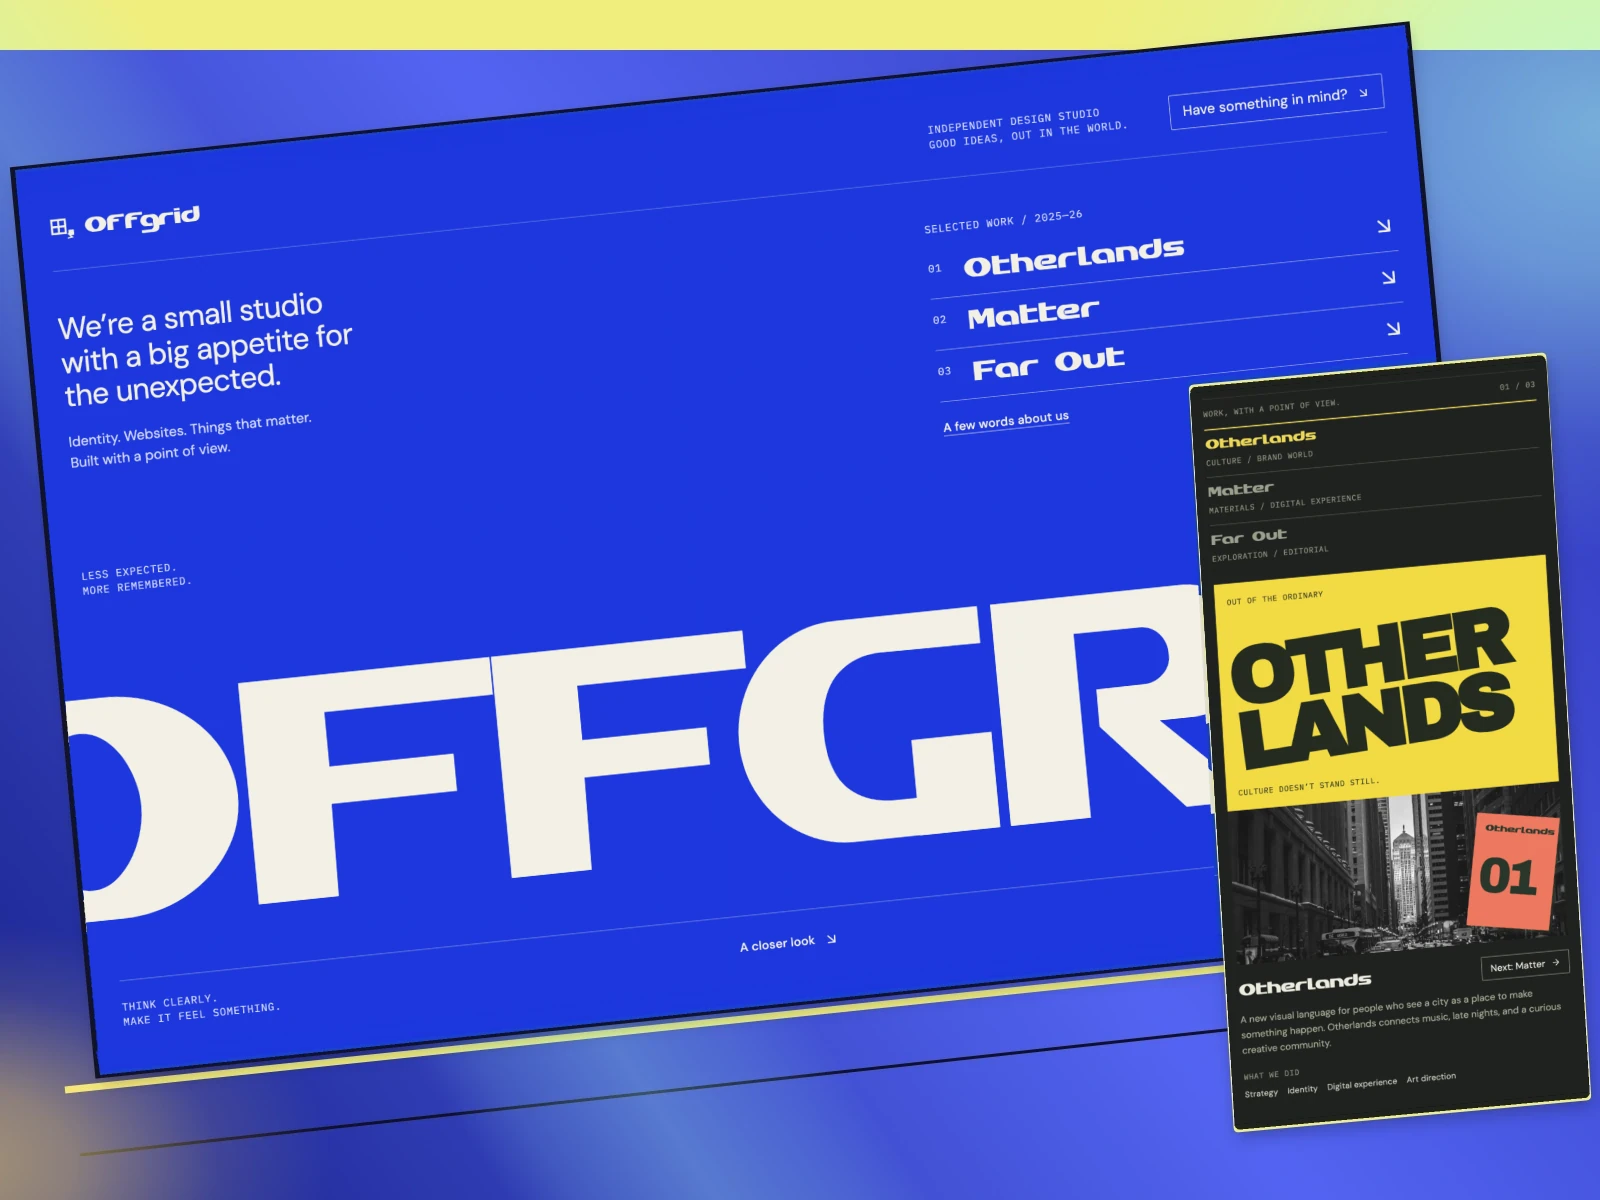 OFFgrid
INDEPENDENT DESIGN STUDIO
GOOD IDEAS, OUT IN THE WORLD.
Have something in mind?
We're a small studio
with a big appetite for
the unexpected.
Identity. Websites. Things that matter.
Built with a point of view.
SELECTED WORK / 2025–26
01 Otherlands
02 Matter
03 Far Out
A few words about us
LESS EXPECTED.
MORE REMEMBERED.
OFFGR
A closer look
THINK CLEARLY.
MAKE IT FEEL SOMETHING.
WORK, WITH A POINT OF VIEW.
01 / 03
Otherlands
CULTURE / BRAND WORLD
Matter
MATERIALS / DIGITAL EXPERIENCE
Far Out
EXPLORATION / EDITORIAL
OUT OF THE ORDINARY
OTHER
LANDS
CULTURE DOESN'T STAND STILL.
Otherlands
01
Otherlands
Next: Matter →
A new visual language for people who see a city as a place to make
something happen. Otherlands connects music, late nights, and a curious
creative community.
WHAT WE DID
Strategy Identity Digital experience Art direction